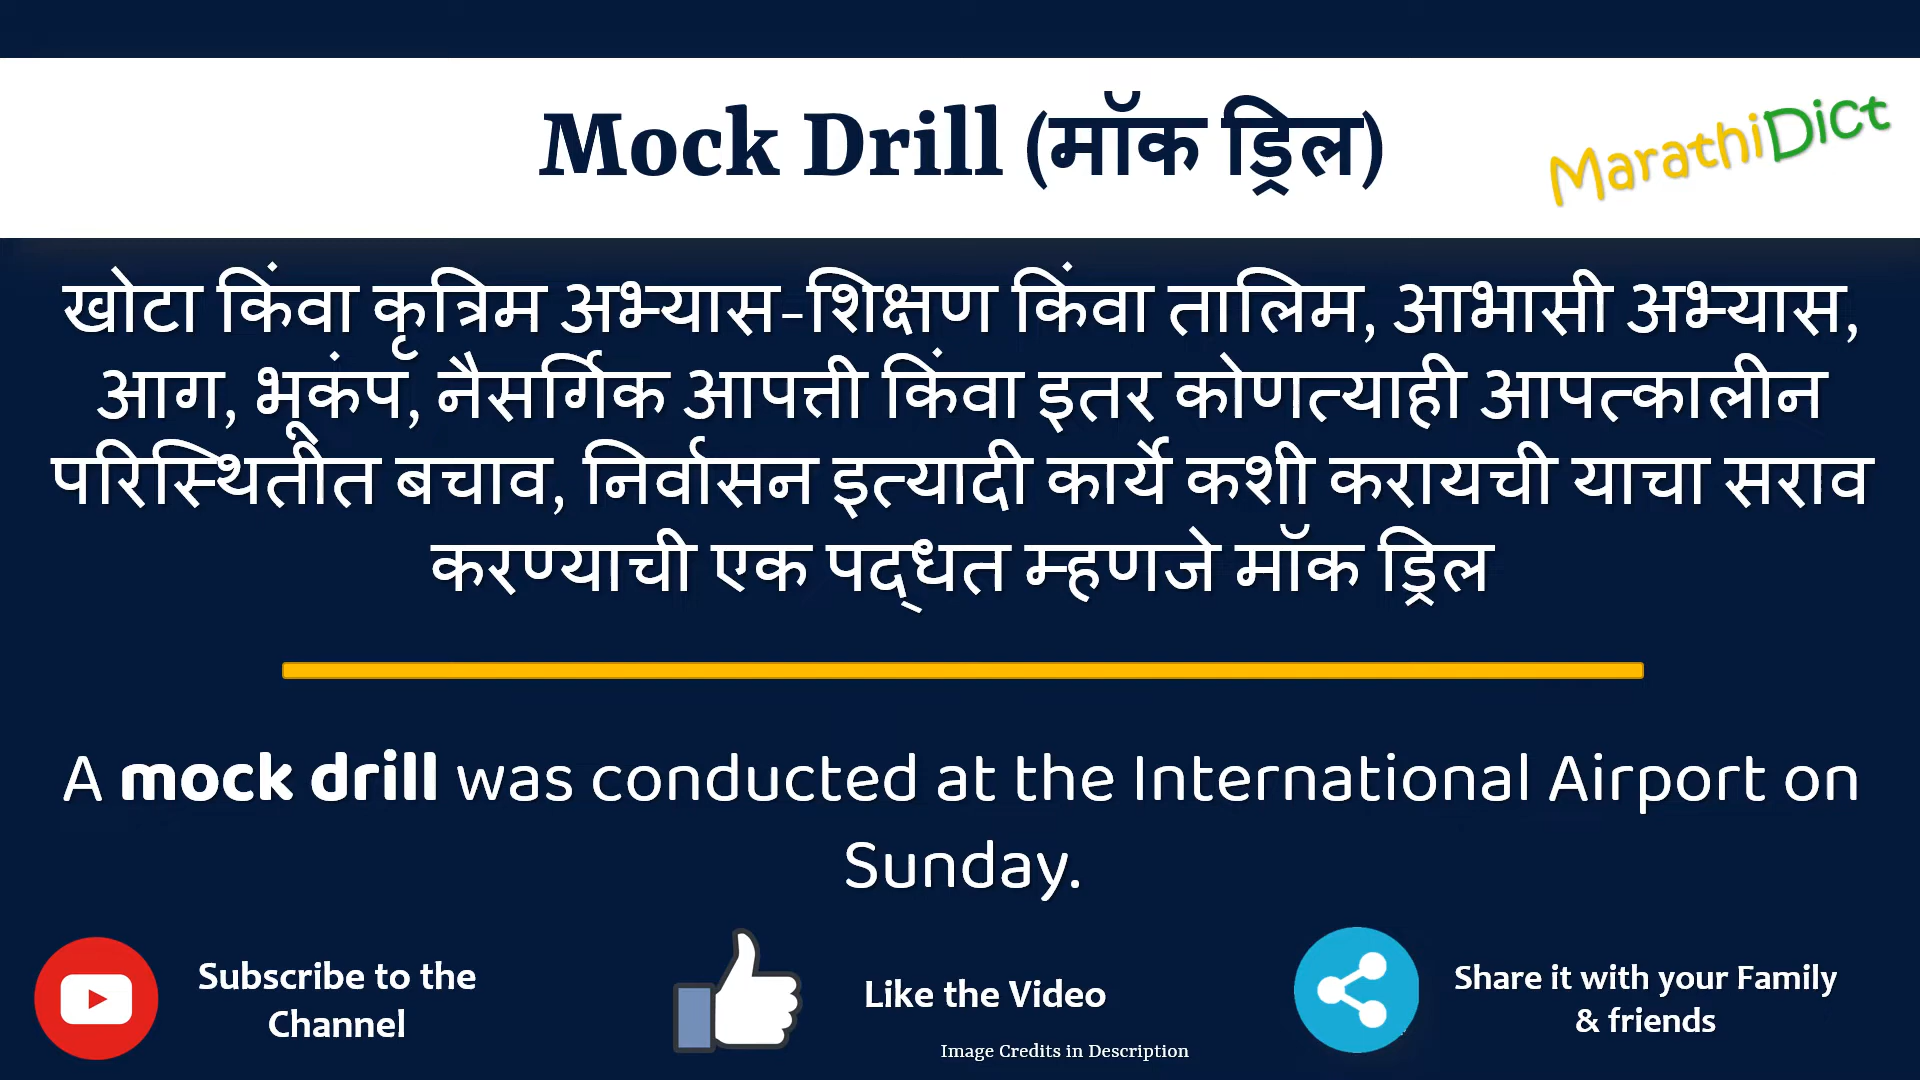 Mock Drill (मॉक ड्रिल)
MarathiDict
खोटा किंवा कृत्रिम अभ्यास-शिक्षण किंवा तालिम, आभासी अभ्यास,
आग, भूकंप, नैसर्गिक आपत्ती किंवा इतर कोणत्याही आपत्कालीन
परिस्थितीत बचाव, निर्वासन इत्यादी कार्ये कशी करायची याचा सराव
करण्याची एक पद्धत म्हणजे मॉक ड्रिल
A mock drill was conducted at the International Airport on
Sunday.
Subscribe to the
Channel
Like the Video
Share it with your Family
& friends
Image Credits in Description